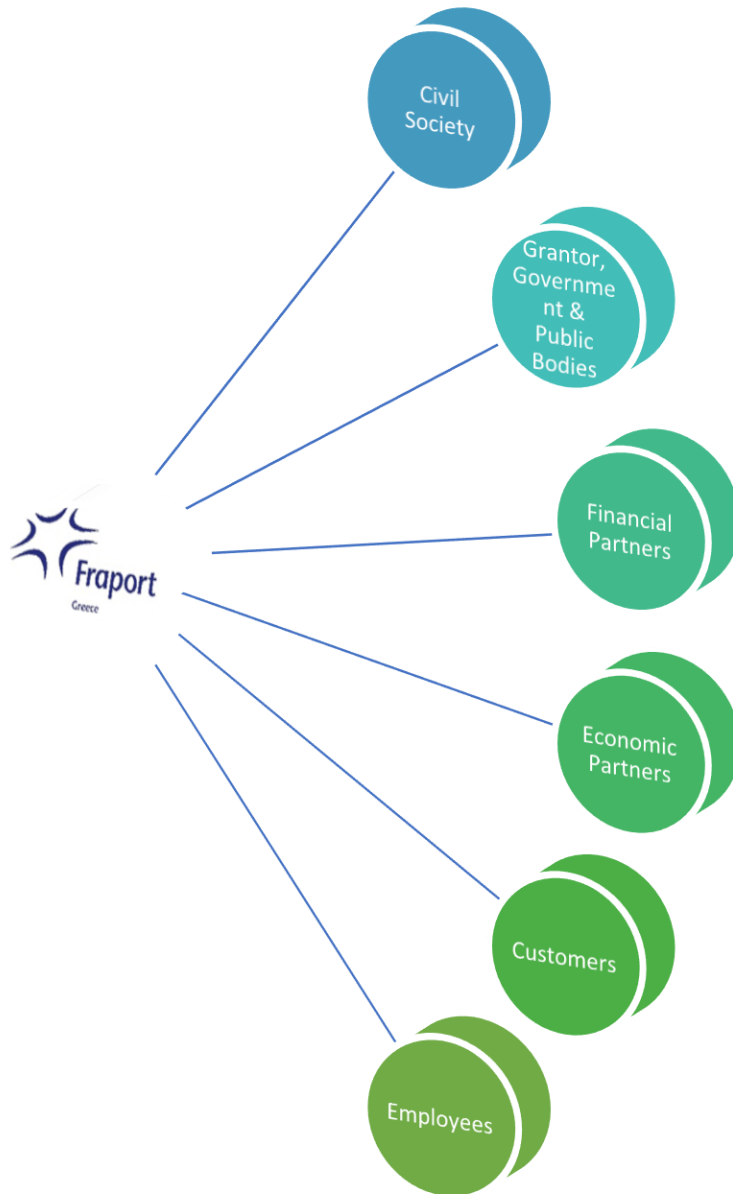 Civil
Society
Grantor,
Governme
nt &
Public
Bodies
Financial
Partners
Fraport
Greece
Economic
Partners
Customers
Employees